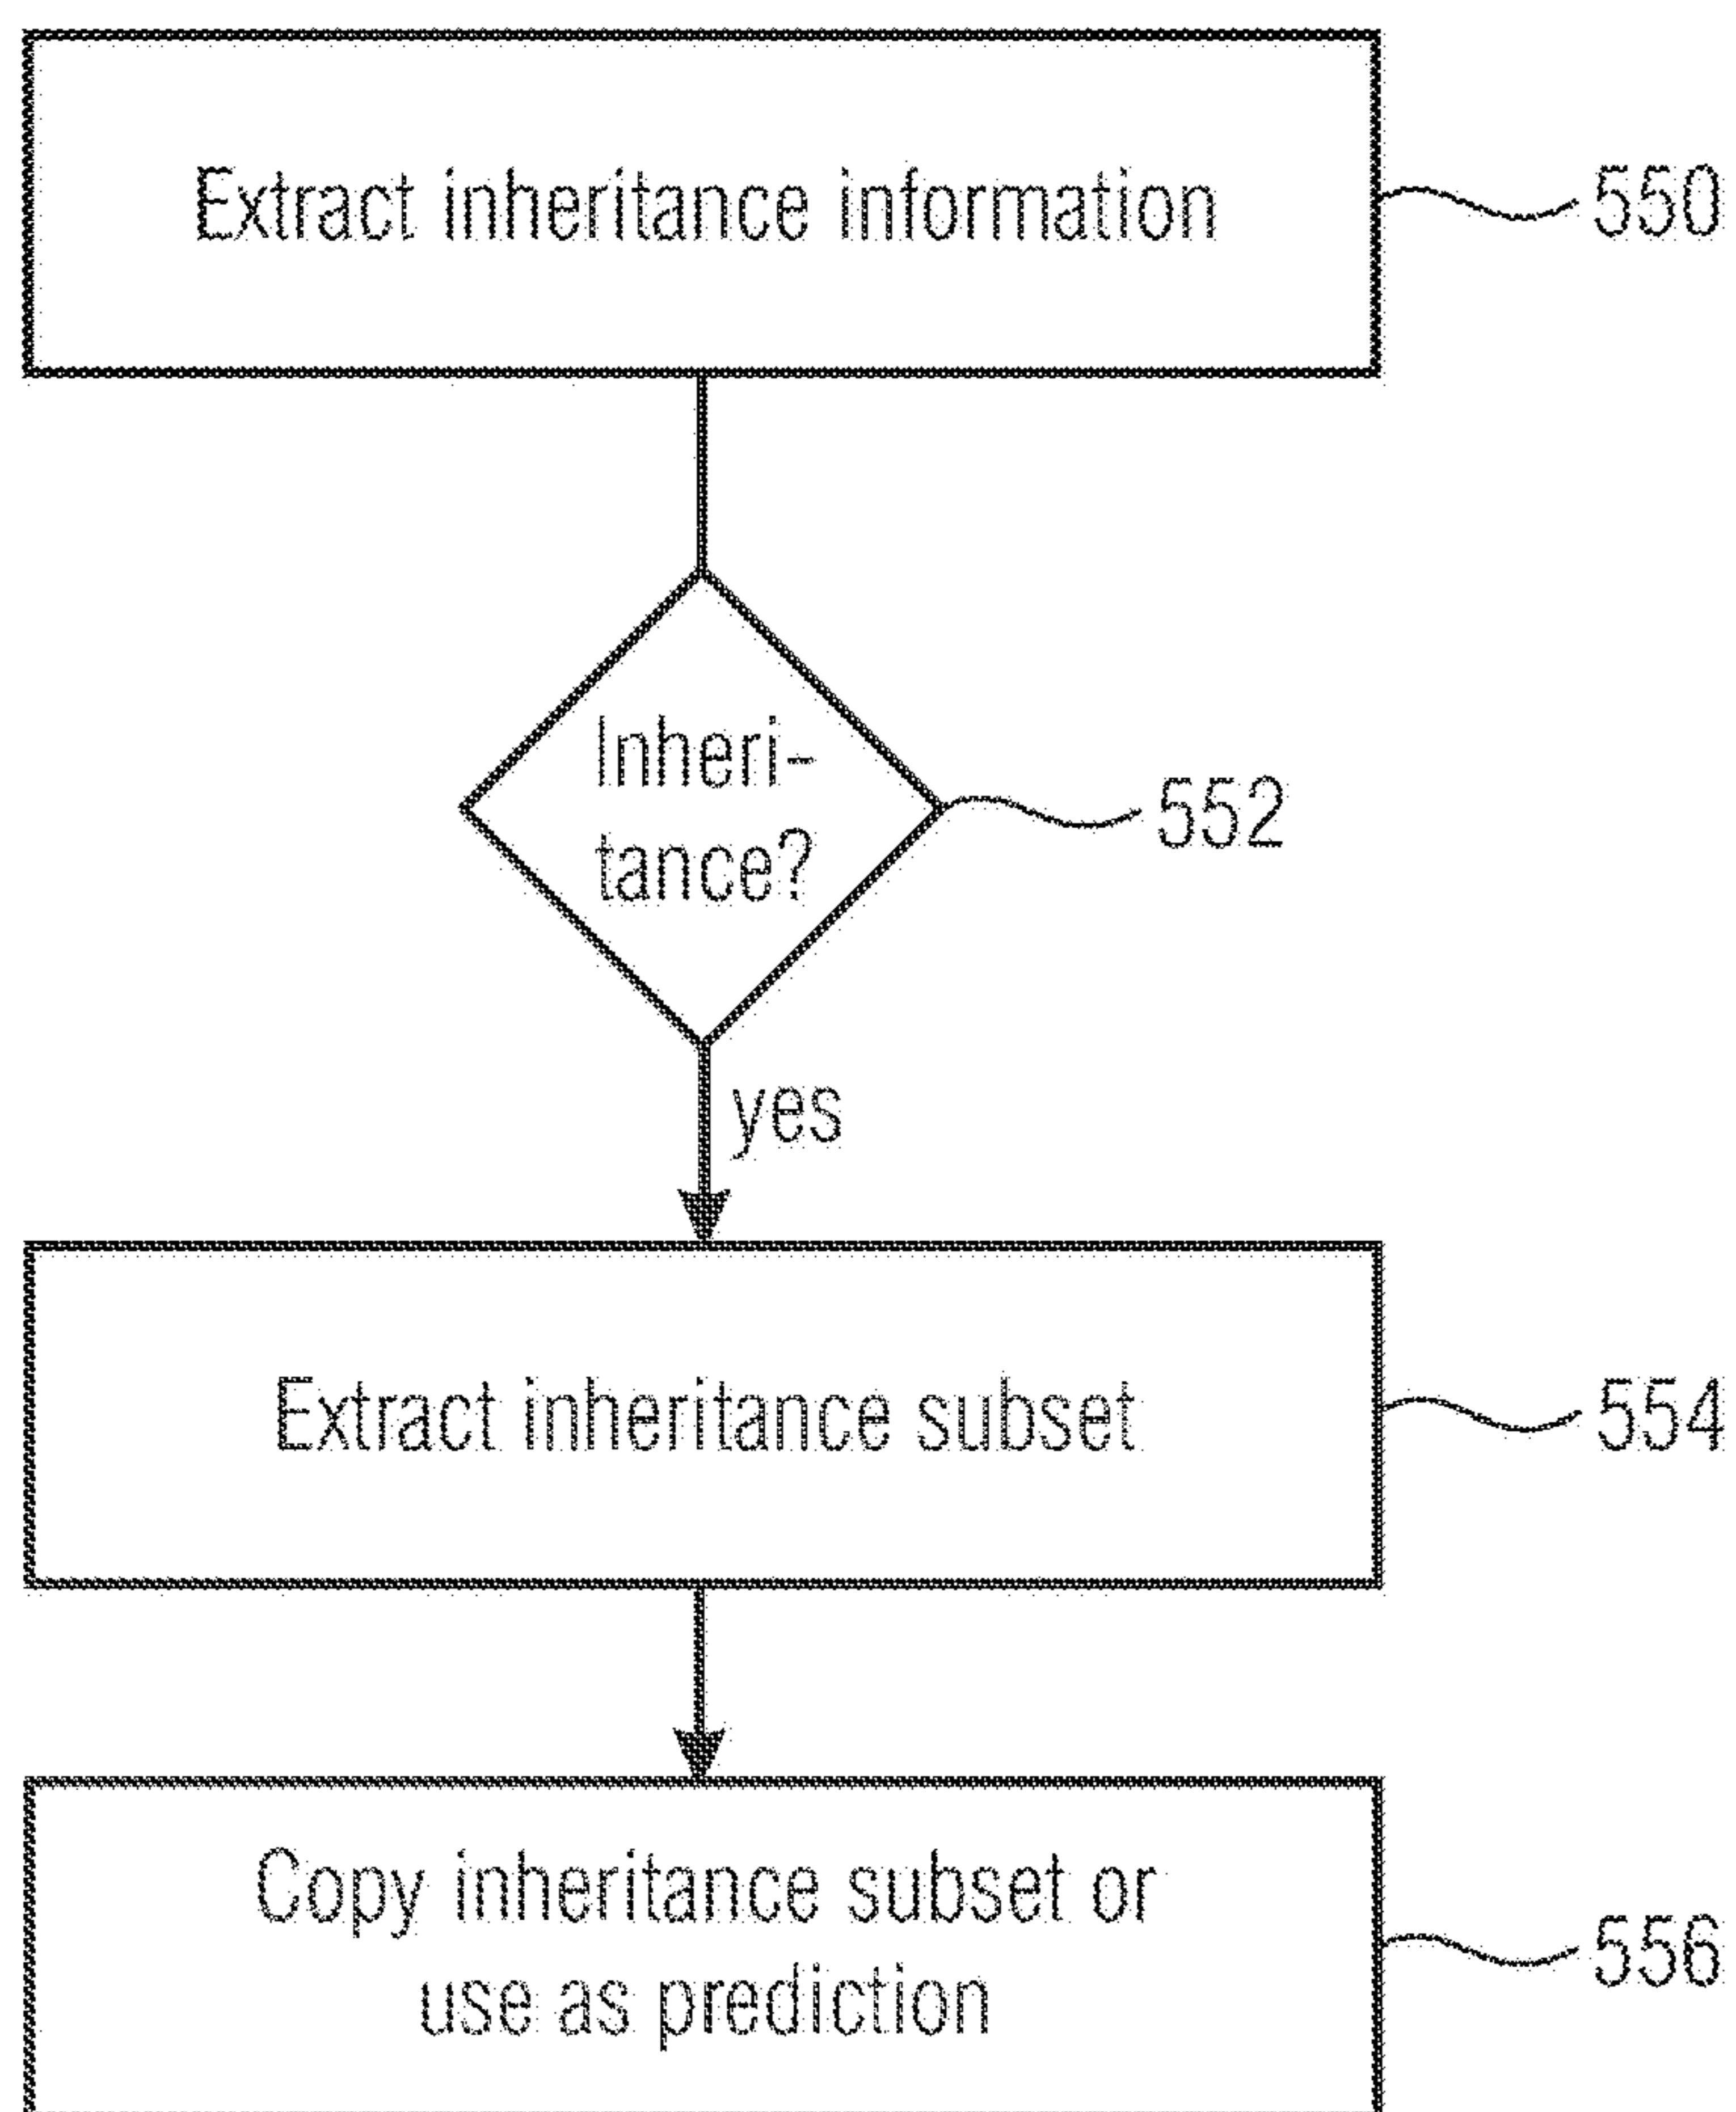 Extract inheritance information
550
Inheri-
tance?
552
yes
Extract inheritance subset
554
Copy inheritance subset or
use as prediction
556